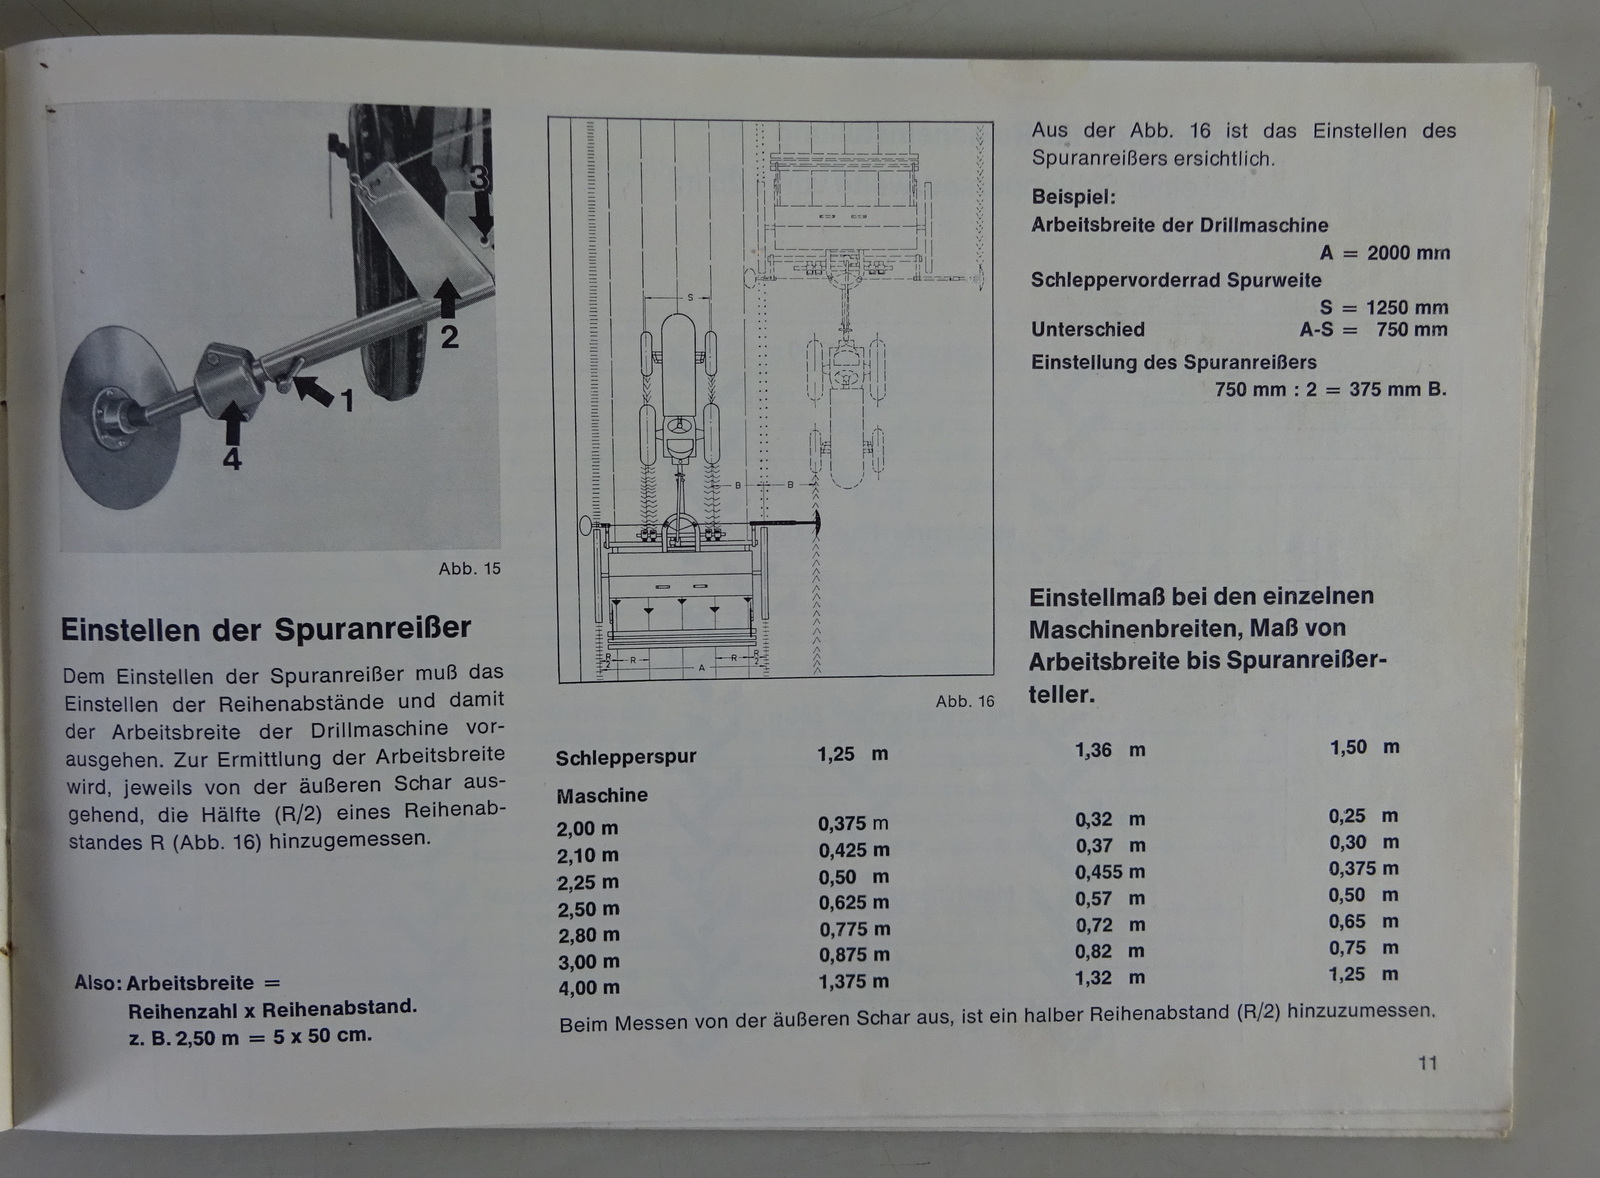 3
2
1
4
Abb. 15
Einstellen der Spuranreißer
Dem Einstellen der Spuranreißer muß das
Einstellen der Reihenabstände und damit
der Arbeitsbreite der Drillmaschine vor-
ausgehen. Zur Ermittlung der Arbeitsbreite
wird, jeweils von der äußeren Schar aus-
gehend, die Hälfte (R/2) eines Reihenab-
standes R (Abb. 16) hinzugemessen.
Also: Arbeitsbreite =
Reihenzahl x Reihenabstand.
z. B. 2,50 m = 5 x 50 cm.
S
B B
R/2 R R R/2
A
Abb. 16
Aus der Abb. 16 ist das Einstellen des
Spuranreißers ersichtlich.
Beispiel:
Arbeitsbreite der Drillmaschine
A = 2000 mm
Schleppervorderrad Spurweite
S = 1250 mm
Unterschied A-S = 750 mm
Einstellung des Spuranreißers
750 mm : 2 = 375 mm B.
Einstellmaß bei den einzelnen
Maschinenbreiten, Maß von
Arbeitsbreite bis Spuranreißer-
teller.
Schlepperspur 1,25 m 1,36 m 1,50 m
Maschine
2,00 m 0,375 m 0,32 m 0,25 m
2,10 m 0,425 m 0,37 m 0,30 m
2,25 m 0,50 m 0,455 m 0,375 m
2,50 m 0,625 m 0,57 m 0,50 m
2,80 m 0,775 m 0,72 m 0,65 m
3,00 m 0,875 m 0,82 m 0,75 m
4,00 m 1,375 m 1,32 m 1,25 m
Beim Messen von der äußeren Schar aus, ist ein halber Reihenabstand (R/2) hinzuzumessen.
11